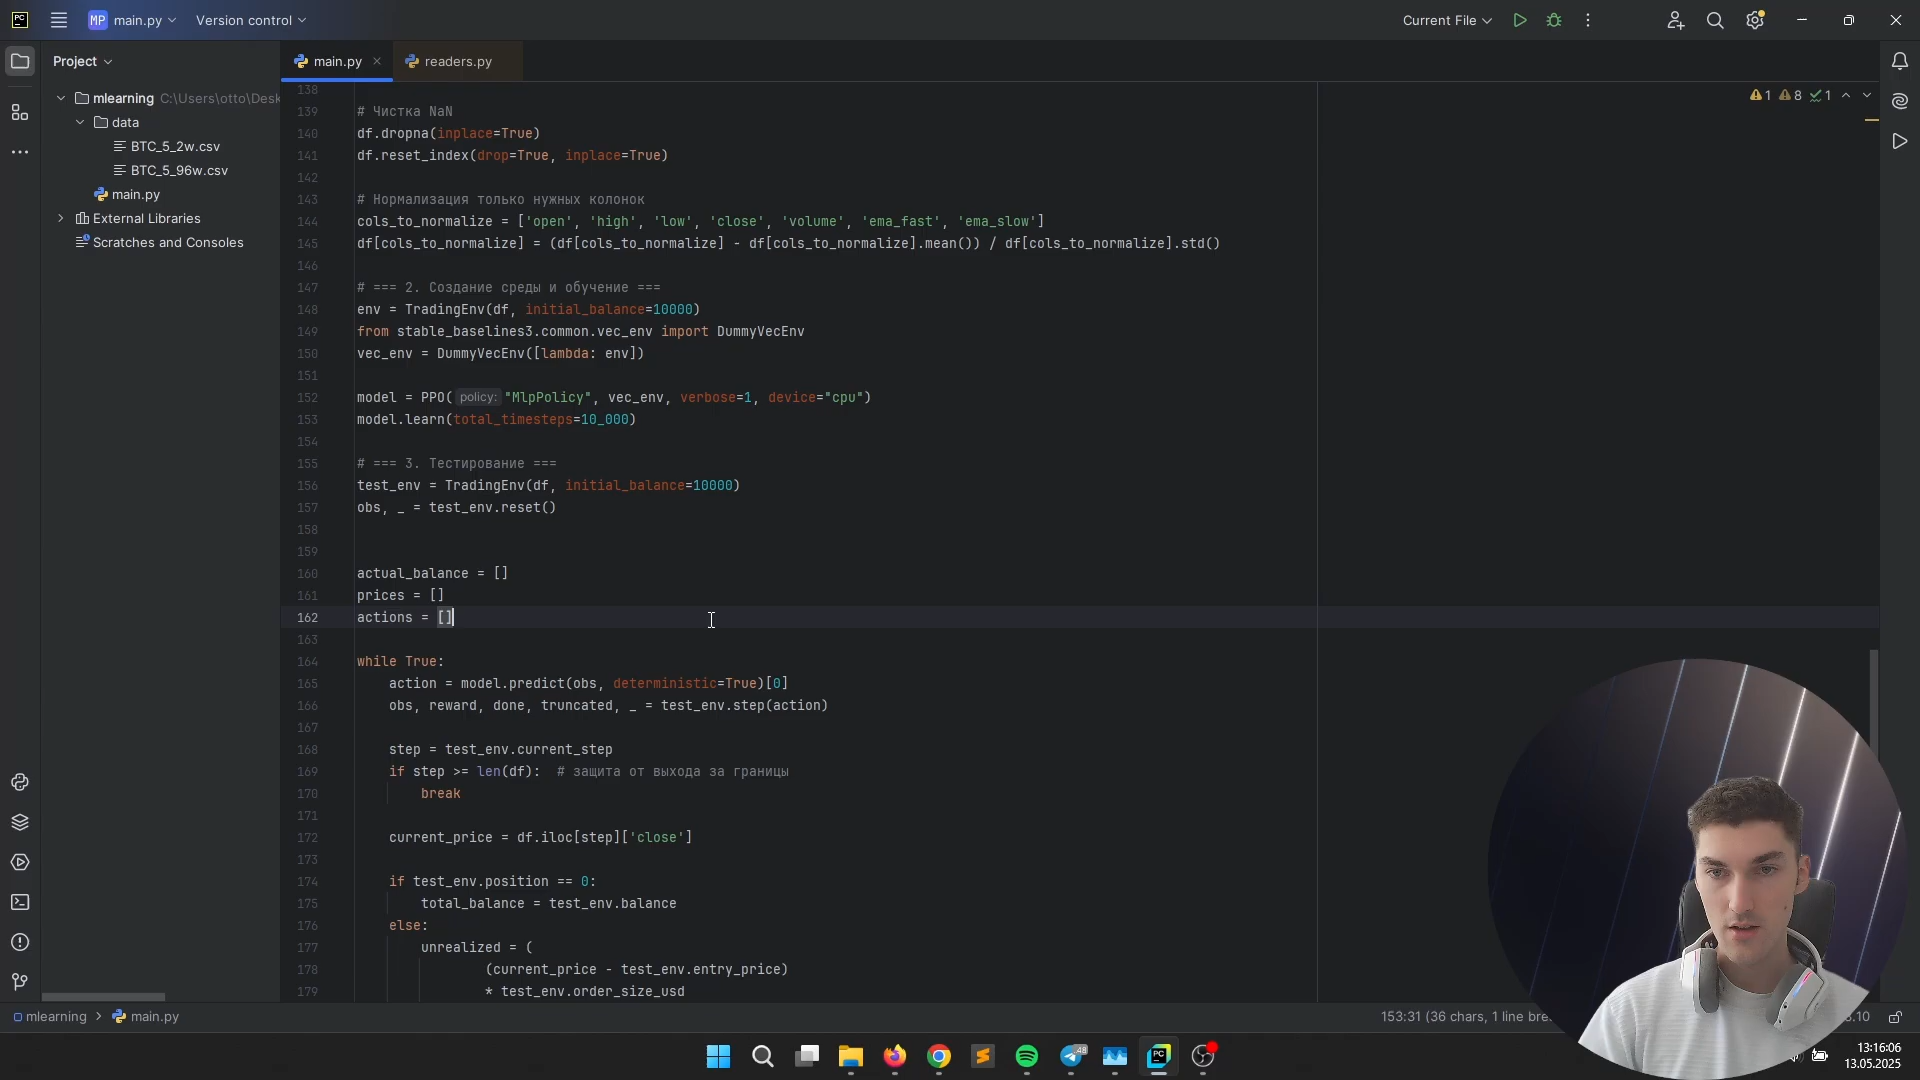 PC
MP
main.py
Version control
Current File
Project
main.py
readers.py
mlearning C:\Users\otto\Desk
data
BTC_5_2w.csv
BTC_5_96w.csv
main.py
External Libraries
Scratches and Consoles
1 8 1
138
139 # Чистка NaN
140 df.dropna(inplace=True)
141 df.reset_index(drop=True, inplace=True)
142
143 # Нормализация только нужных колонок
144 cols_to_normalize = ['open', 'high', 'low', 'close', 'volume', 'ema_fast', 'ema_slow']
145 df[cols_to_normalize] = (df[cols_to_normalize] - df[cols_to_normalize].mean()) / df[cols_to_normalize].std()
146
147 # === 2. Создание среды и обучение ===
148 env = TradingEnv(df, initial_balance=10000)
149 from stable_baselines3.common.vec_env import DummyVecEnv
150 vec_env = DummyVecEnv([lambda: env])
151
152 model = PPO( policy: "MlpPolicy", vec_env, verbose=1, device="cpu")
153 model.learn(total_timesteps=10_000)
154
155 # === 3. Тестирование ===
156 test_env = TradingEnv(df, initial_balance=10000)
157 obs, _ = test_env.reset()
158
159
160 actual_balance = []
161 prices = []
162 actions = []
163
164 while True:
165 action = model.predict(obs, deterministic=True)[0]
166 obs, reward, done, truncated, _ = test_env.step(action)
167
168 step = test_env.current_step
169 if step >= len(df): # защита от выхода за границы
170 break
171
172 current_price = df.iloc[step]['close']
173
174 if test_env.position == 0:
175 total_balance = test_env.balance
176 else:
177 unrealized = (
178 (current_price - test_env.entry_price)
179 * test_env.order_size_usd
mlearning > main.py
153:31 (36 chars, 1 line bre
3.10
PC
48
13:16:06
13.05.2025